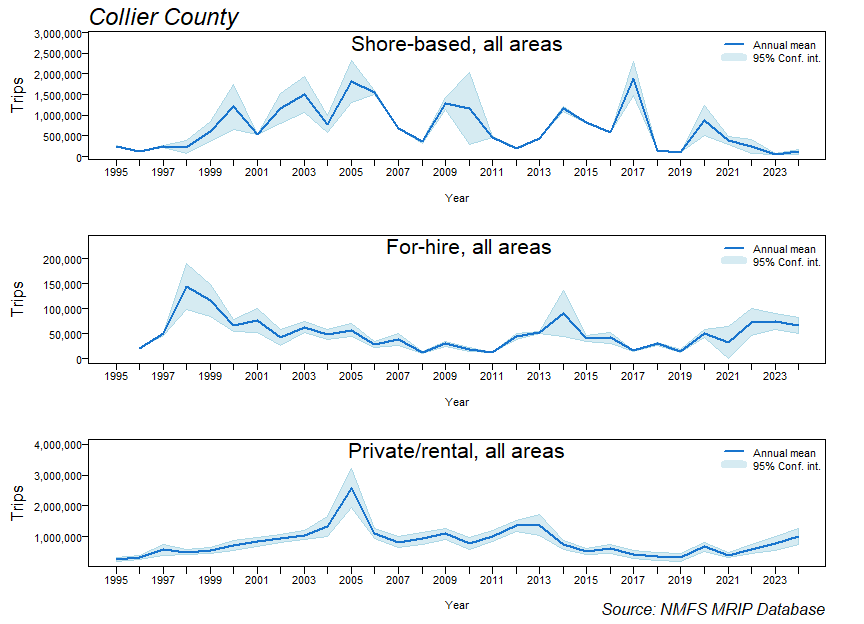 Collier County
Shore-based, all areas
Annual mean
95% Conf. int.
Trips
3,000,000
2,500,000
2,000,000
1,500,000
1,000,000
500,000
0
1995 1997 1999 2001 2003 2005 2007 2009 2011 2013 2015 2017 2019 2021 2023
Year
For-hire, all areas
Annual mean
95% Conf. int.
Trips
200,000
150,000
100,000
50,000
0
1995 1997 1999 2001 2003 2005 2007 2009 2011 2013 2015 2017 2019 2021 2023
Year
Private/rental, all areas
Annual mean
95% Conf. int.
Trips
4,000,000
3,000,000
2,000,000
1,000,000
1995 1997 1999 2001 2003 2005 2007 2009 2011 2013 2015 2017 2019 2021 2023
Year
Source: NMFS MRIP Database